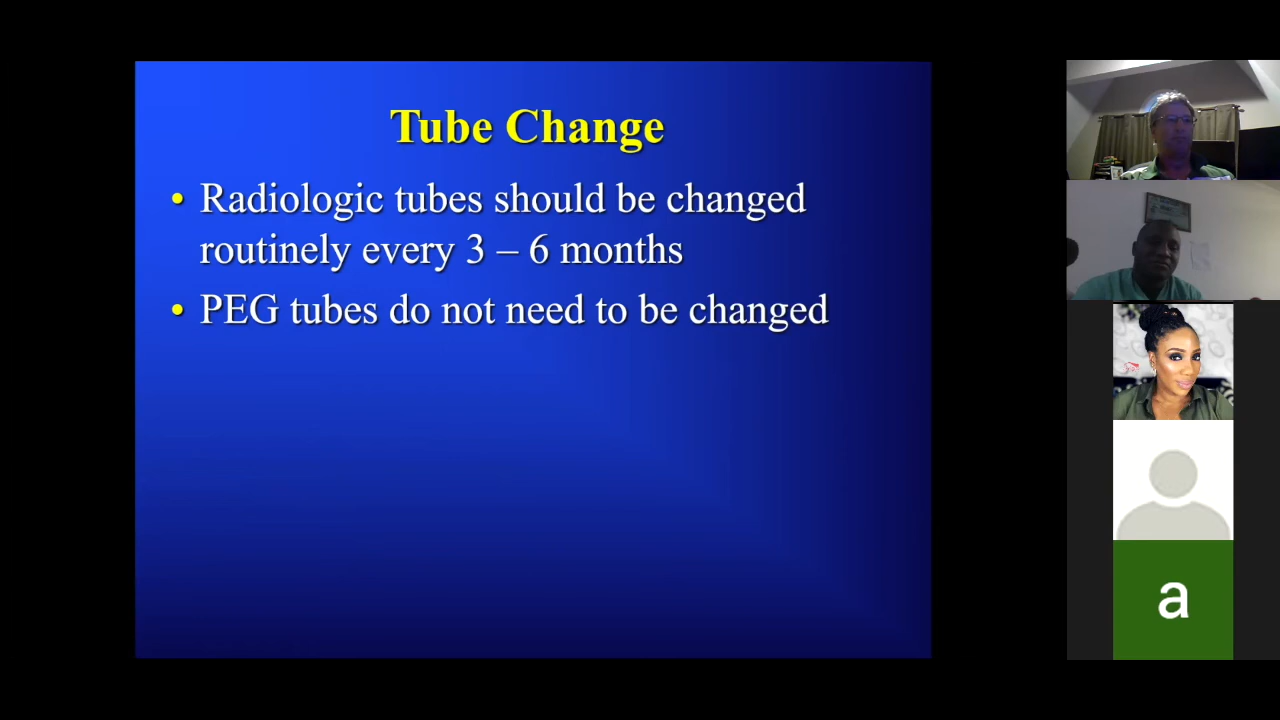 Tube Change
• Radiologic tubes should be changed
routinely every 3 – 6 months
• PEG tubes do not need to be changed
a